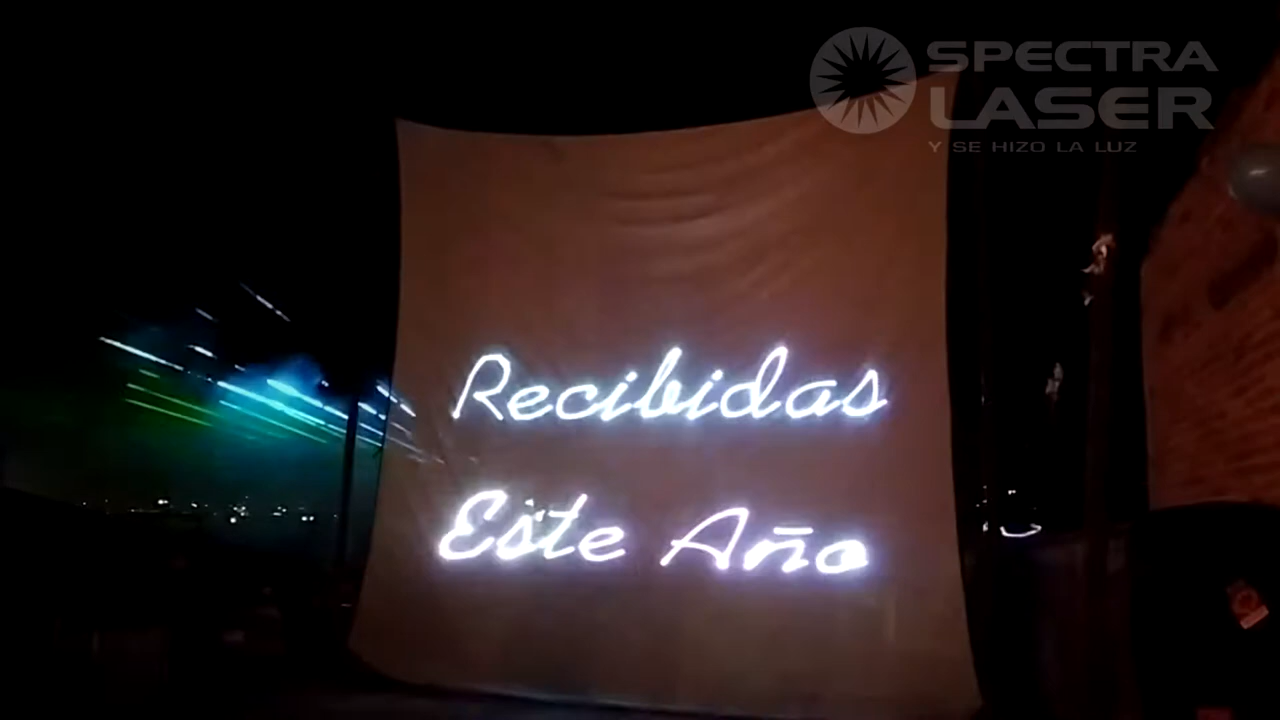 SPECTRA
LASER
Y SE HIZO LA LUZ
Recibidas
Este Año